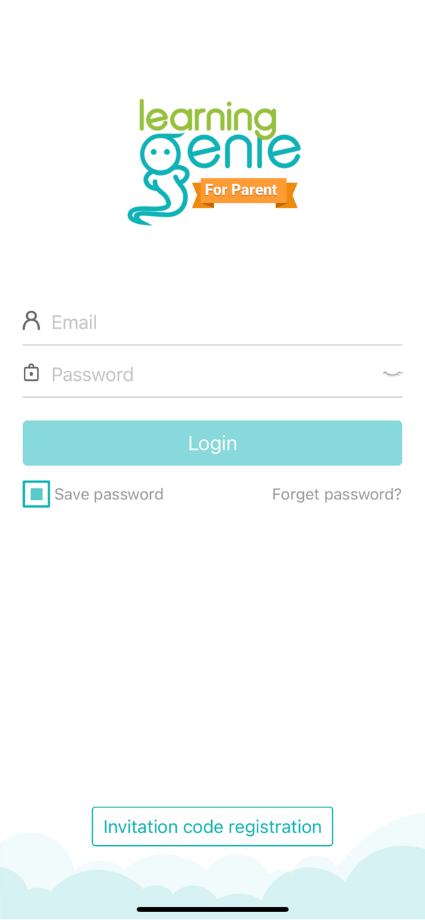 learning
genie
For Parent
Email
Password
Login
Save password
Forget password?
Invitation code registration